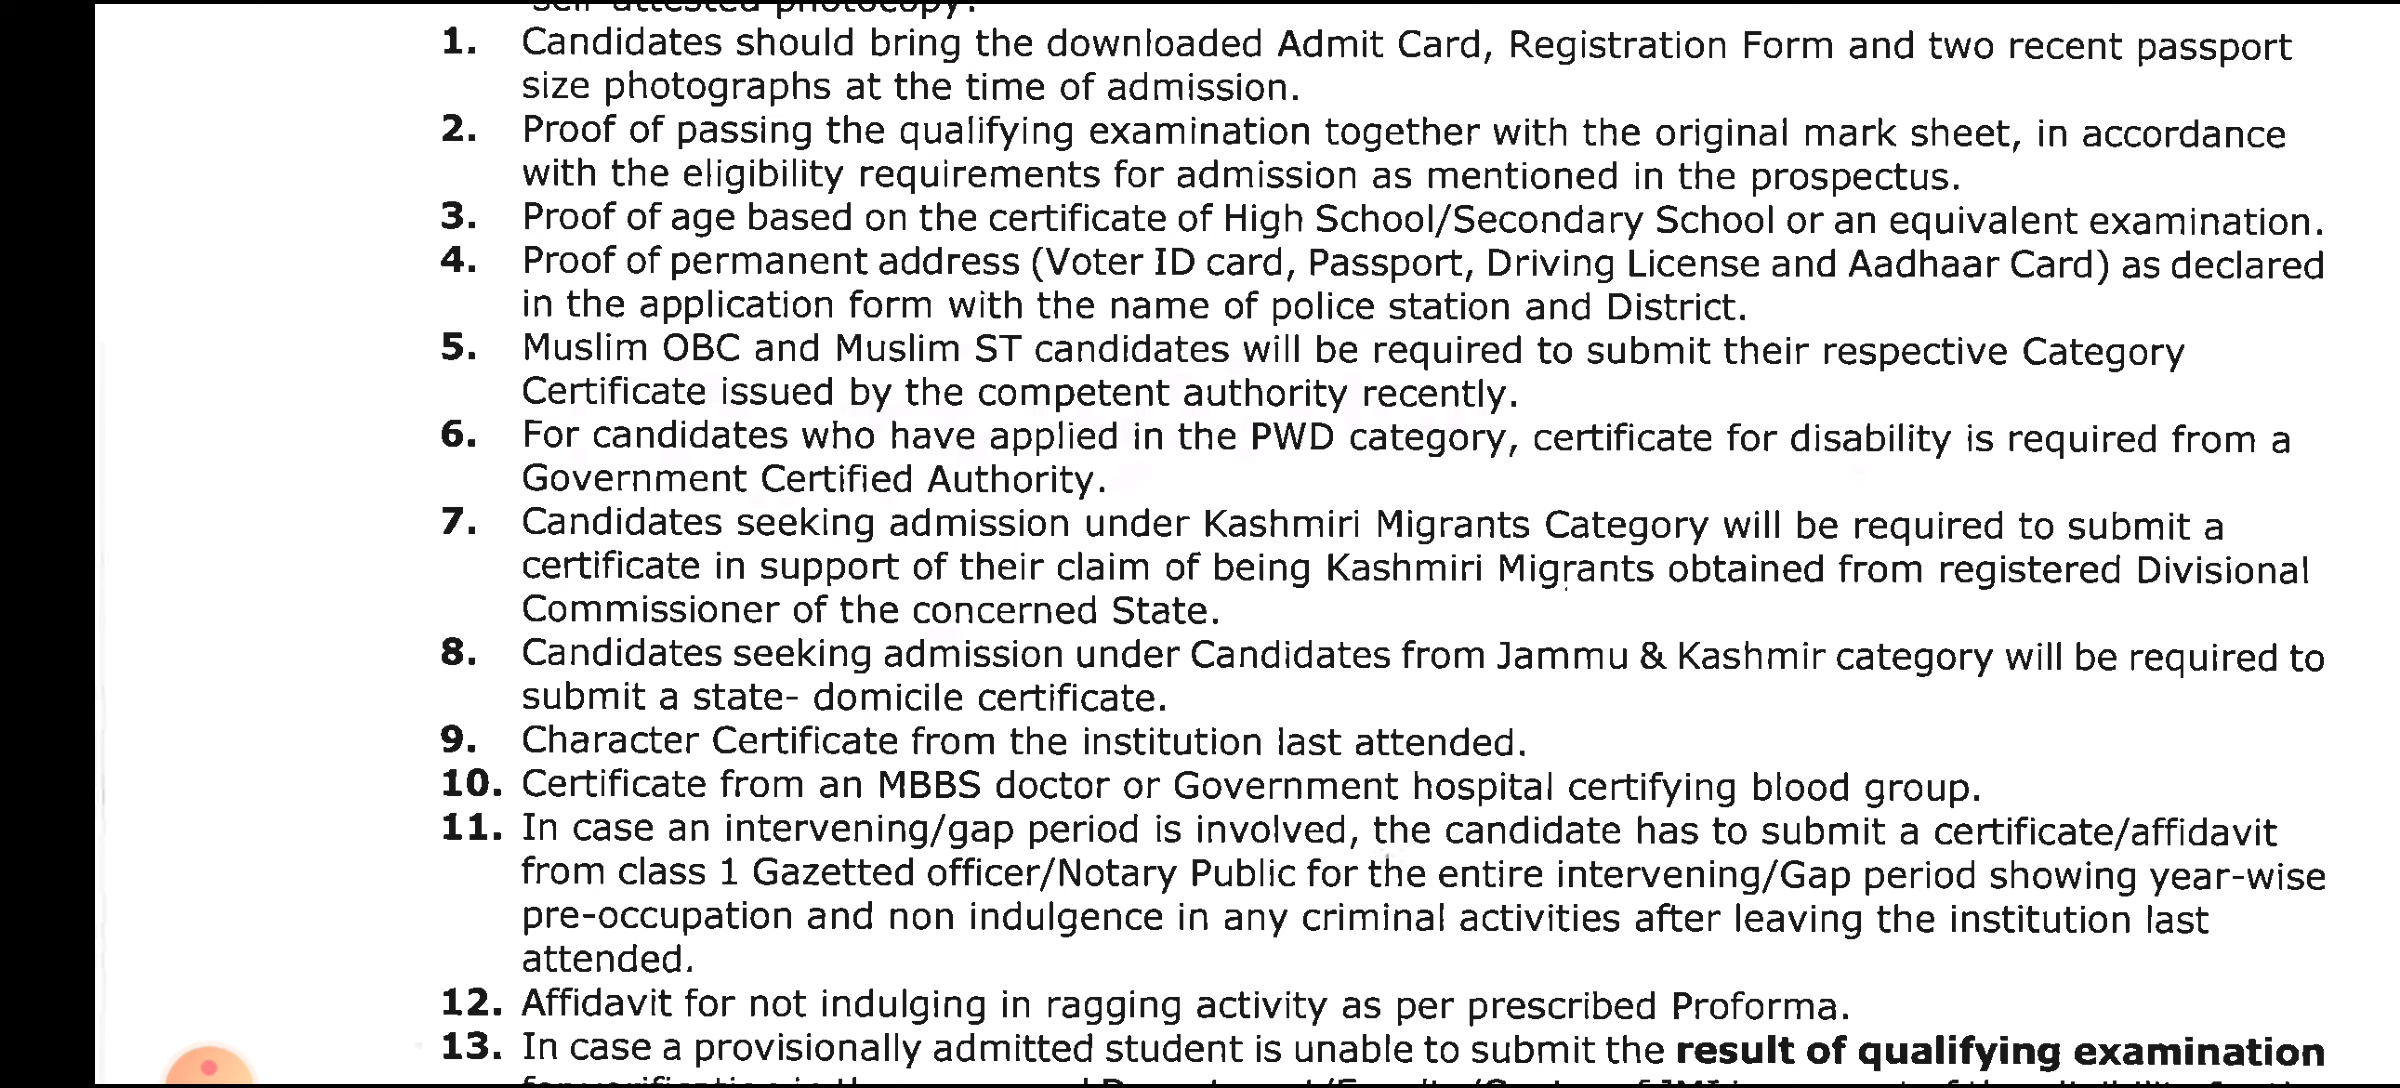 self-attested photocopy.
1. Candidates should bring the downloaded Admit Card, Registration Form and two recent passport
size photographs at the time of admission.
2. Proof of passing the qualifying examination together with the original mark sheet, in accordance
with the eligibility requirements for admission as mentioned in the prospectus.
3. Proof of age based on the certificate of High School/Secondary School or an equivalent examination.
4. Proof of permanent address (Voter ID card, Passport, Driving License and Aadhaar Card) as declared
in the application form with the name of police station and District.
5. Muslim OBC and Muslim ST candidates will be required to submit their respective Category
Certificate issued by the competent authority recently.
6. For candidates who have applied in the PWD category, certificate for disability is required from a
Government Certified Authority.
7. Candidates seeking admission under Kashmiri Migrants Category will be required to submit a
certificate in support of their claim of being Kashmiri Migrants obtained from registered Divisional
Commissioner of the concerned State.
8. Candidates seeking admission under Candidates from Jammu & Kashmir category will be required to
submit a state- domicile certificate.
9. Character Certificate from the institution last attended.
10. Certificate from an MBBS doctor or Government hospital certifying blood group.
11. In case an intervening/gap period is involved, the candidate has to submit a certificate/affidavit
from class 1 Gazetted officer/Notary Public for the entire intervening/Gap period showing year-wise
pre-occupation and non indulgence in any criminal activities after leaving the institution last
attended.
12. Affidavit for not indulging in ragging activity as per prescribed Proforma.
13. In case a provisionally admitted student is unable to submit the result of qualifying examination